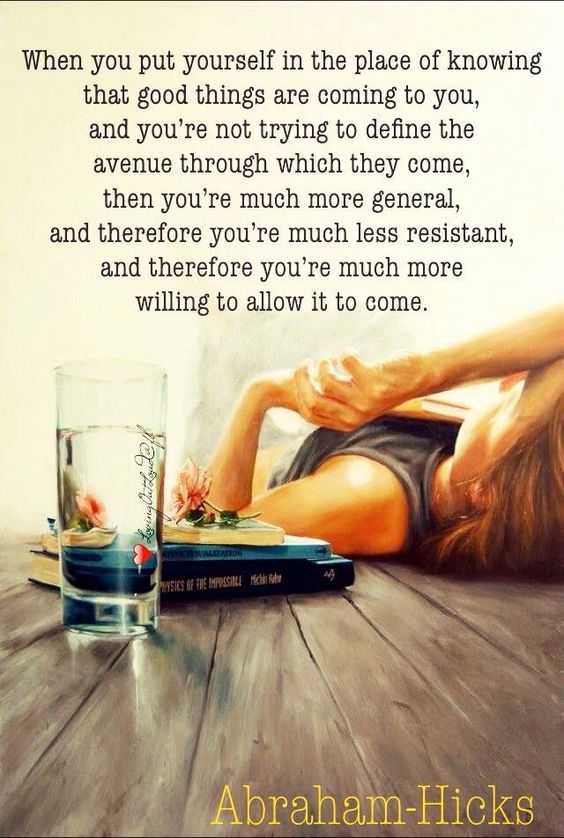 When you put yourself in the place of knowing
that good things are coming to you,
and you're not trying to define the
avenue through which they come,
then you're much more general,
and therefore you're much less resistant,
and therefore you're much more
willing to allow it to come.
VISUALIZATION
PHYSICS OF THE IMPOSSIBLE Michio Kaku
Abraham-Hicks